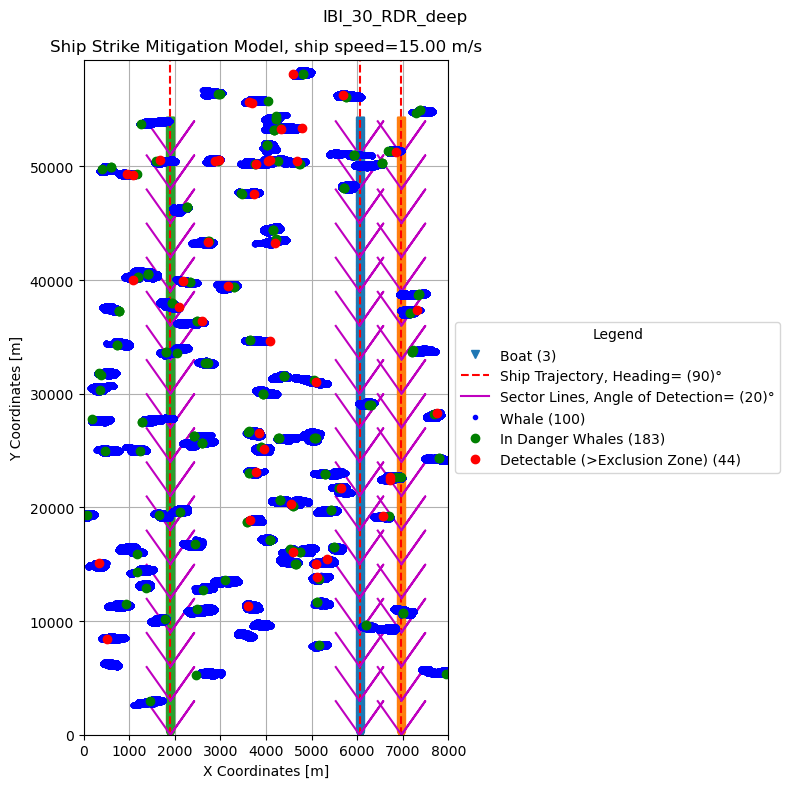 IBI_30_RDR_deep
Ship Strike Mitigation Model, ship speed=15.00 m/s
50000
40000
30000
20000
10000
0
Y Coordinates [m]
0 1000 2000 3000 4000 5000 6000 7000 8000
X Coordinates [m]
Legend
Boat (3)
Ship Trajectory, Heading= (90)°
Sector Lines, Angle of Detection= (20)°
Whale (100)
In Danger Whales (183)
Detectable (>Exclusion Zone) (44)